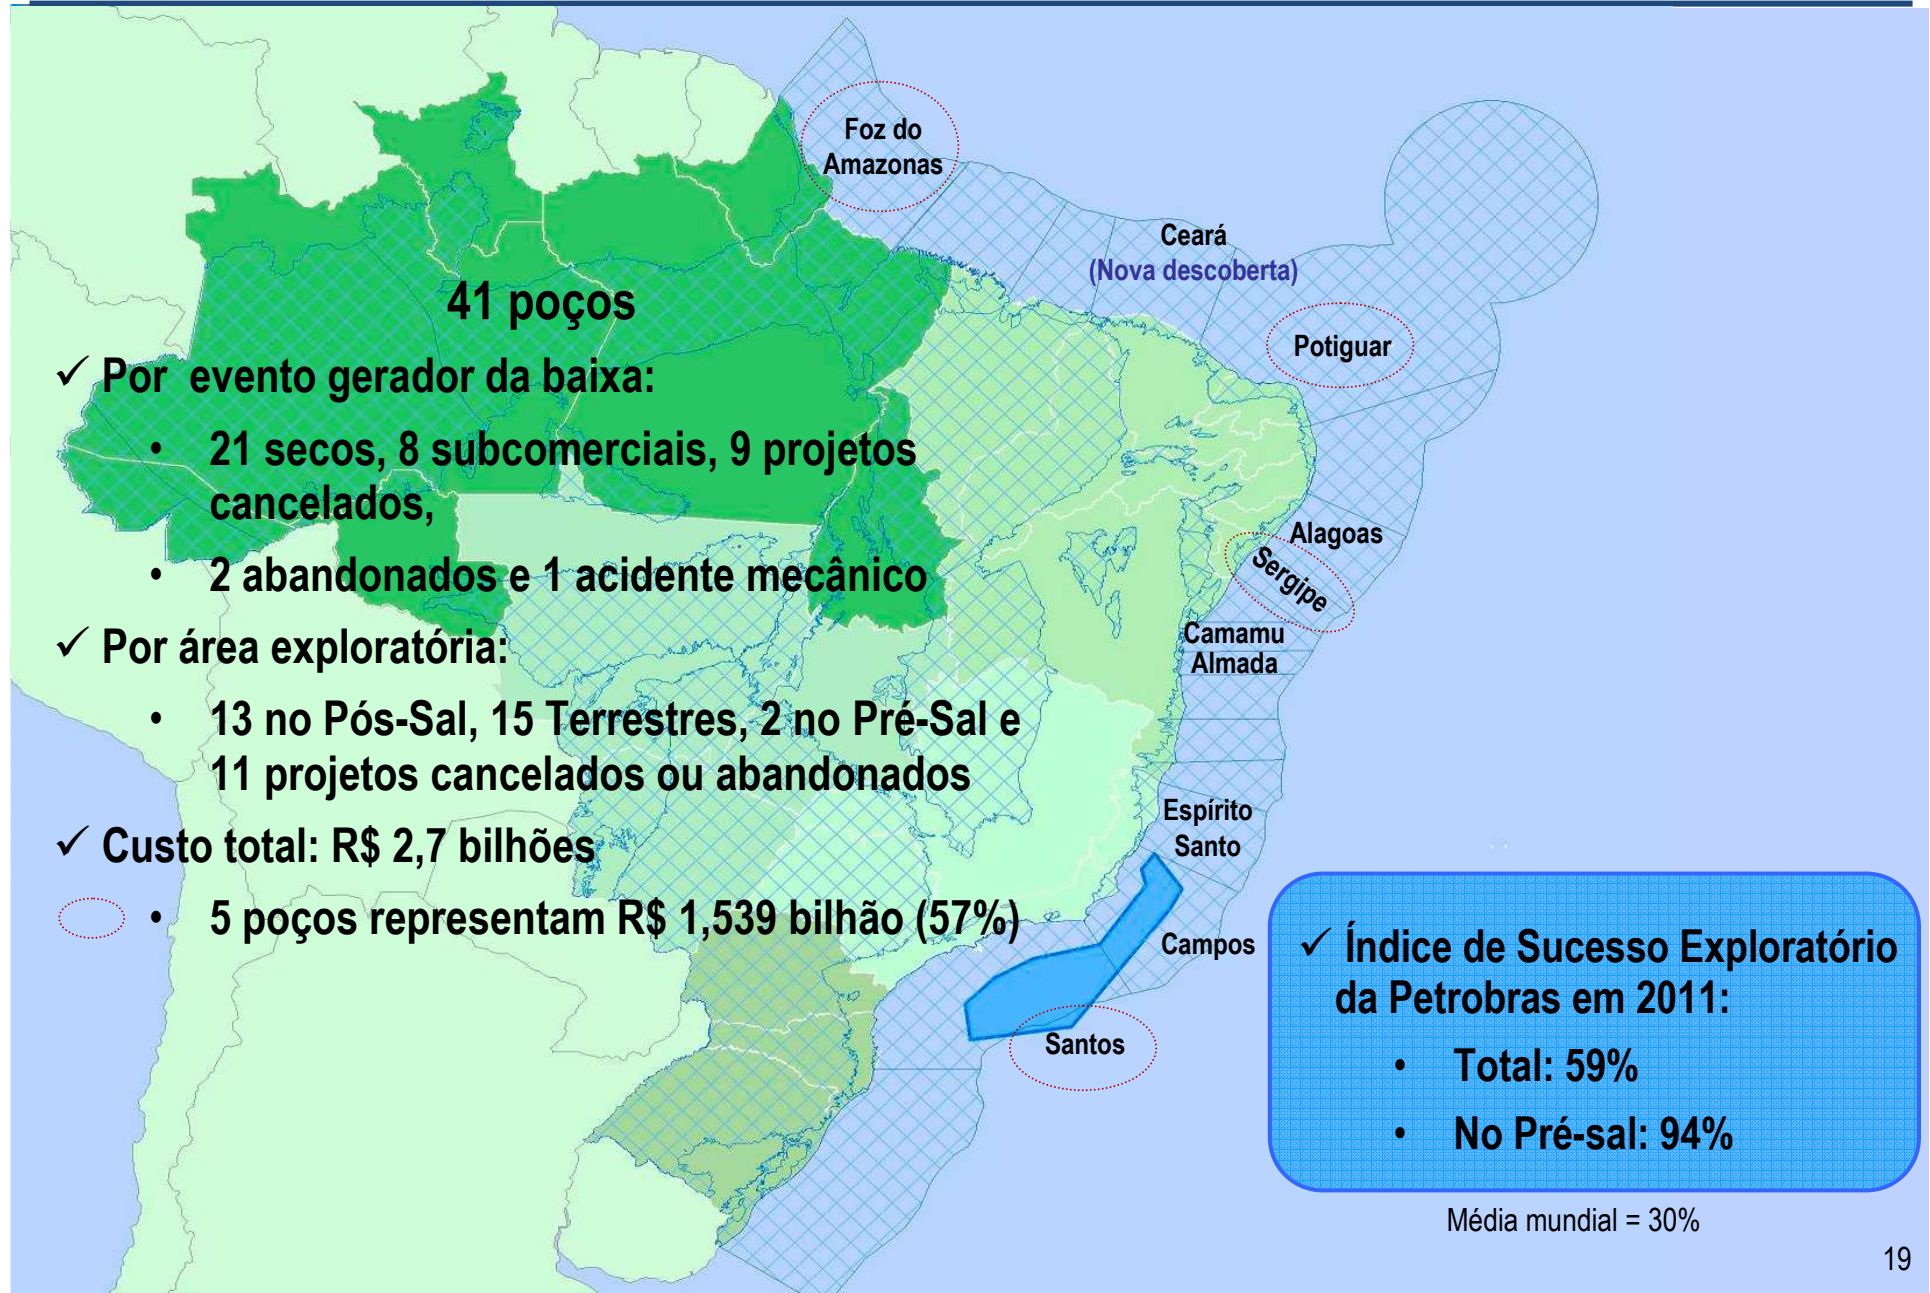 Foz do
Amazonas
Ceará
(Nova descoberta)
Potiguar
Alagoas
Sergipe
Camamu
Almada
Espírito
Santo
Campos
Santos
41 poços
✓ Por evento gerador da baixa:
• 21 secos, 8 subcomerciais, 9 projetos
cancelados,
• 2 abandonados e 1 acidente mecânico
✓ Por área exploratória:
• 13 no Pós-Sal, 15 Terrestres, 2 no Pré-Sal e
11 projetos cancelados ou abandonados
✓ Custo total: R$ 2,7 bilhões
• 5 poços representam R$ 1,539 bilhão (57%)
✓ Índice de Sucesso Exploratório
da Petrobras em 2011:
• Total: 59%
• No Pré-sal: 94%
Média mundial = 30%
19